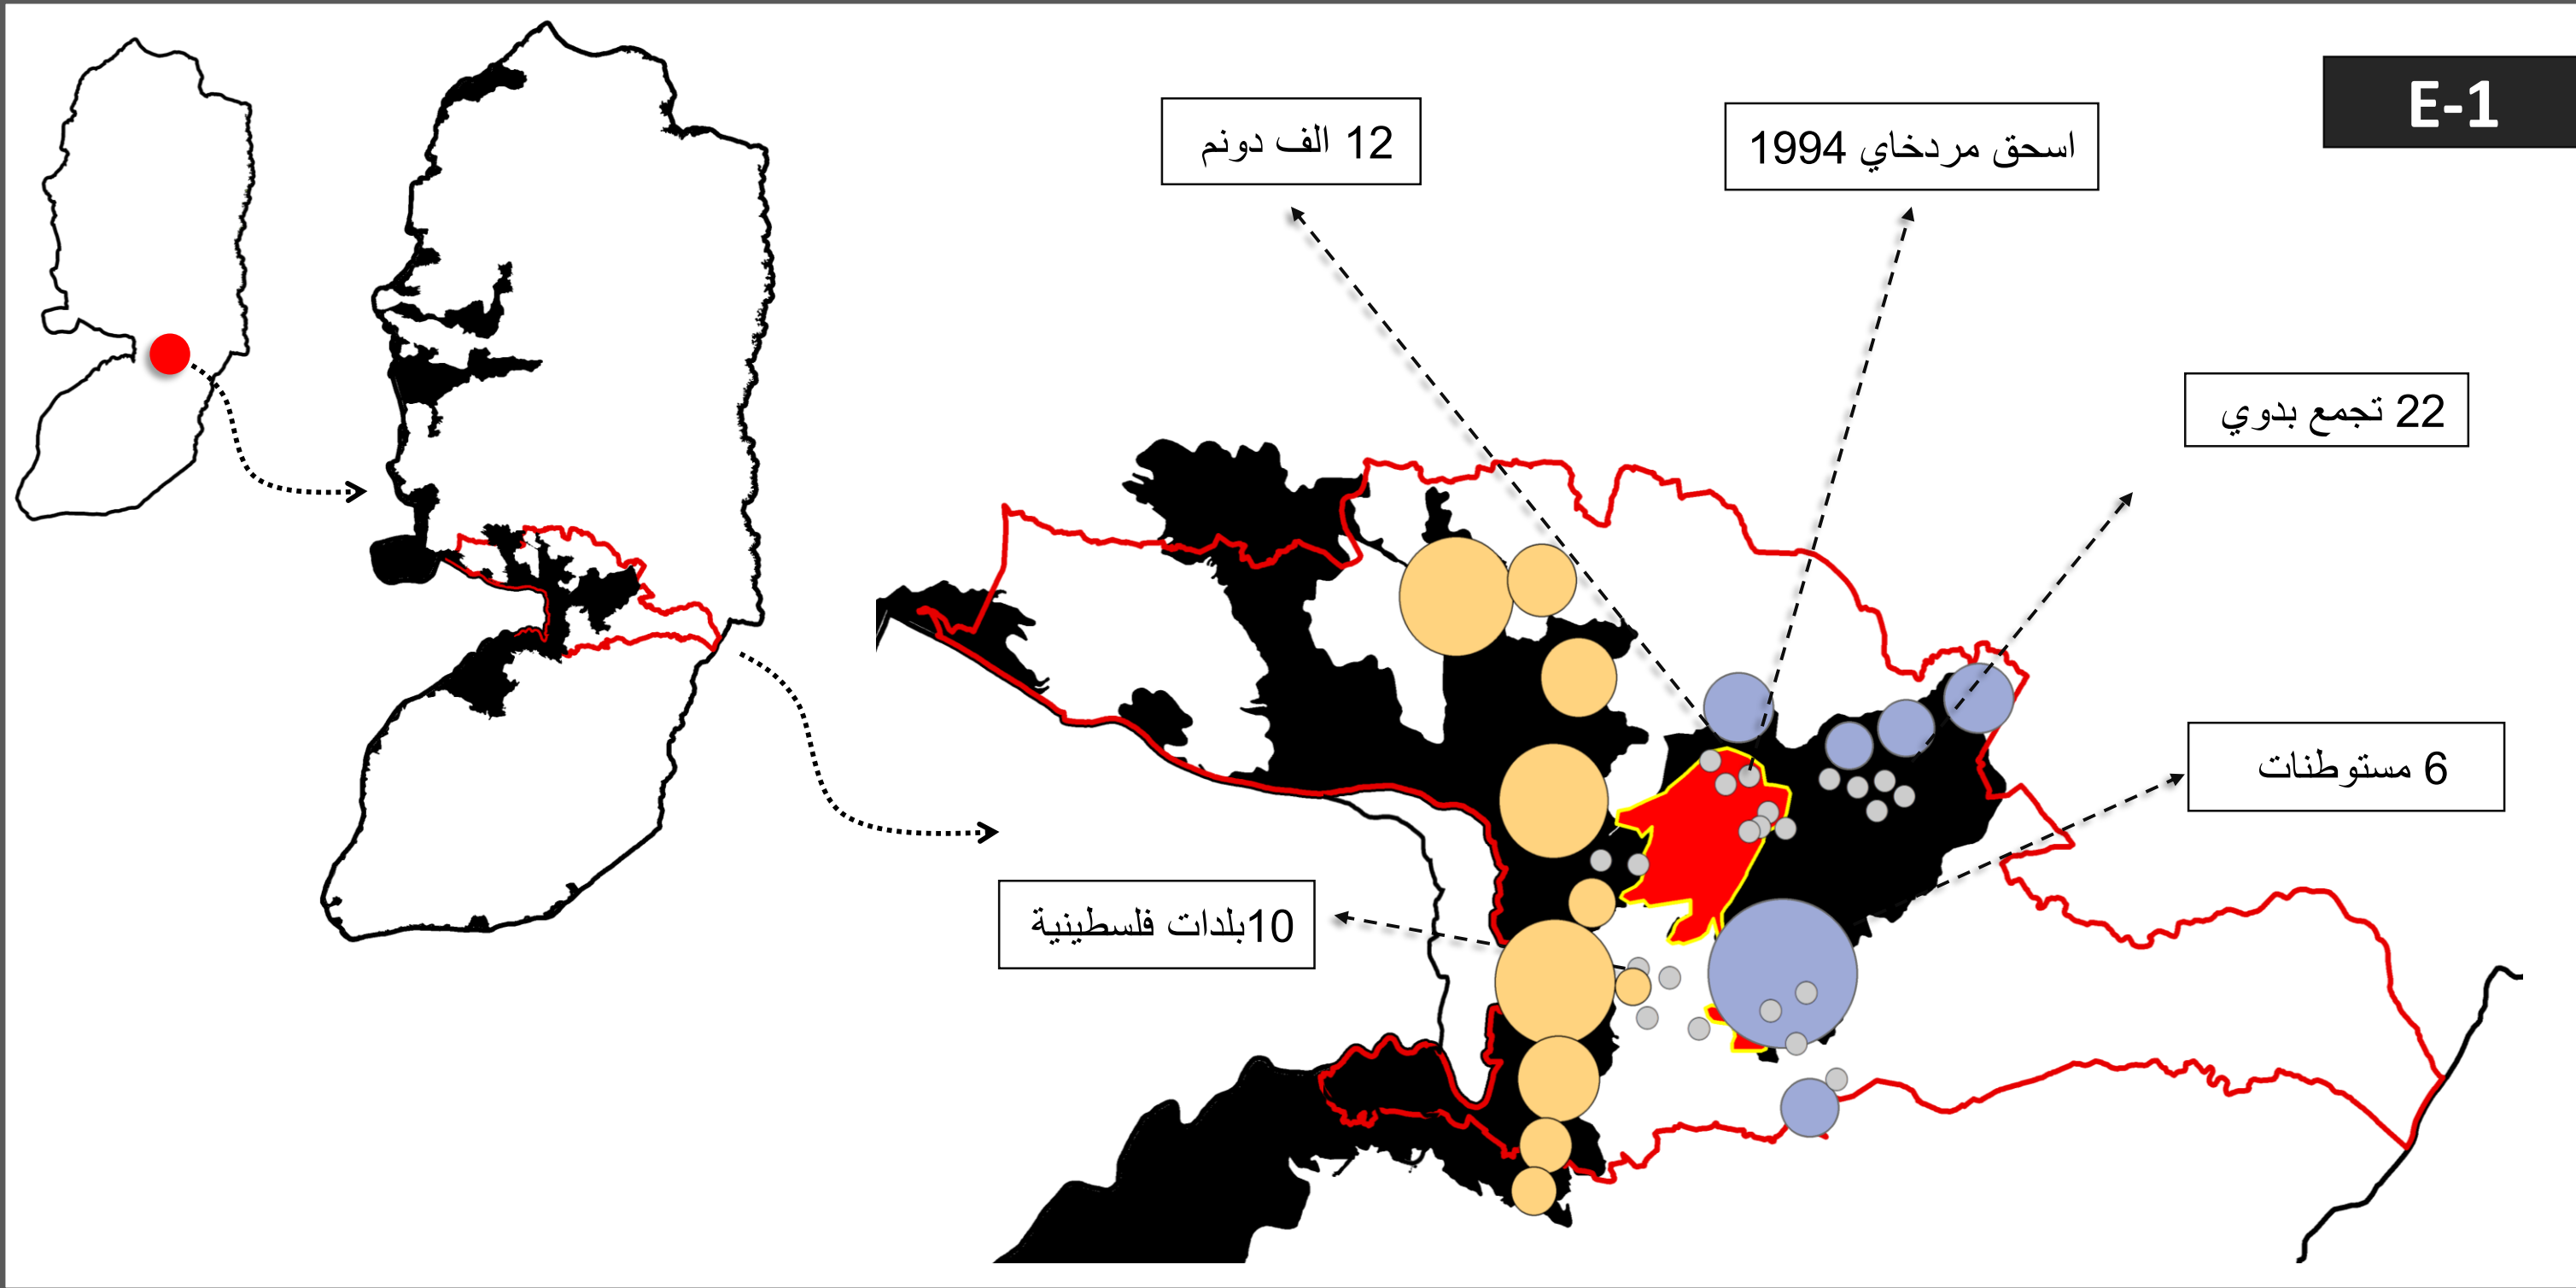 E-1
12 الف دونم
اسحق مردخاي 1994
22 تجمع بدوي
6 مستوطنات
10بلدات فلسطينية